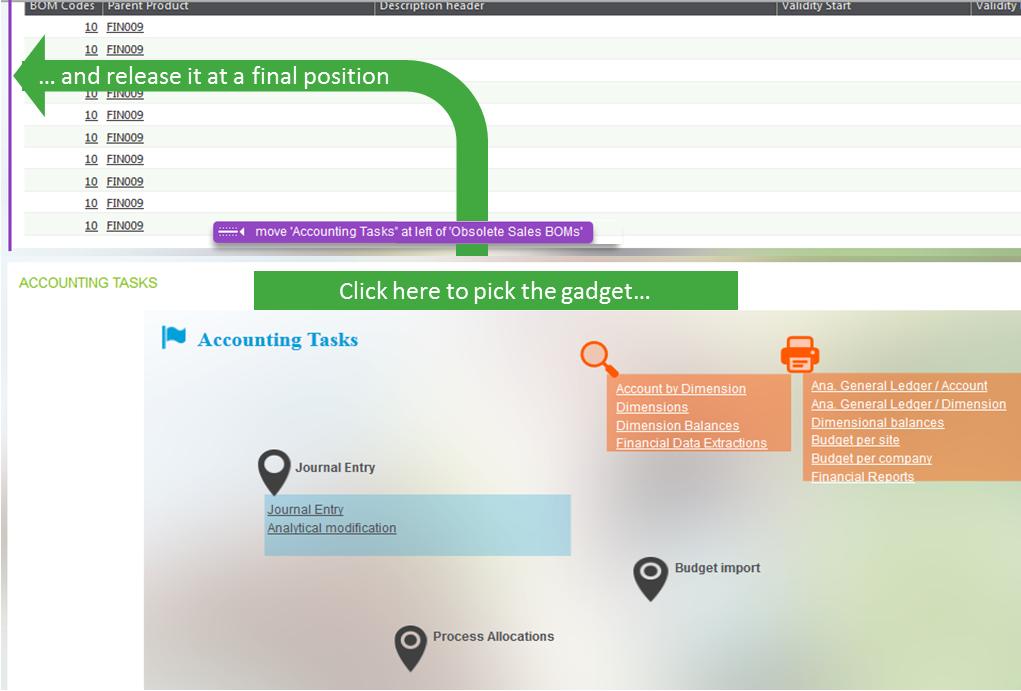 BOM Codes Parent Product Description header Validity Start Validity
10 FIN009
10 FIN009
... and release it at a final position
10 FIN009
10 FIN009
10 FIN009
10 FIN009
10 FIN009
10 FIN009
10 FIN009
move 'Accounting Tasks' at left of 'Obsolete Sales BOMs'
ACCOUNTING TASKS
Click here to pick the gadget...
Accounting Tasks
Account by Dimension
Dimensions
Dimension Balances
Financial Data Extractions
Ana. General Ledger / Account
Ana. General Ledger / Dimension
Dimensional balances
Budget per site
Budget per company
Financial Reports
Journal Entry
Journal Entry
Analytical modification
Budget import
Process Allocations